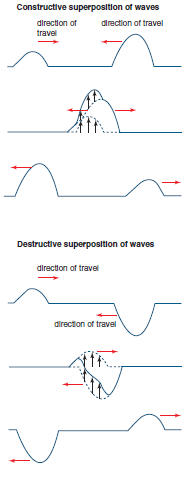 Constructive superposition of waves
direction of
travel
direction of travel
Destructive superposition of waves
direction of travel
direction of travel